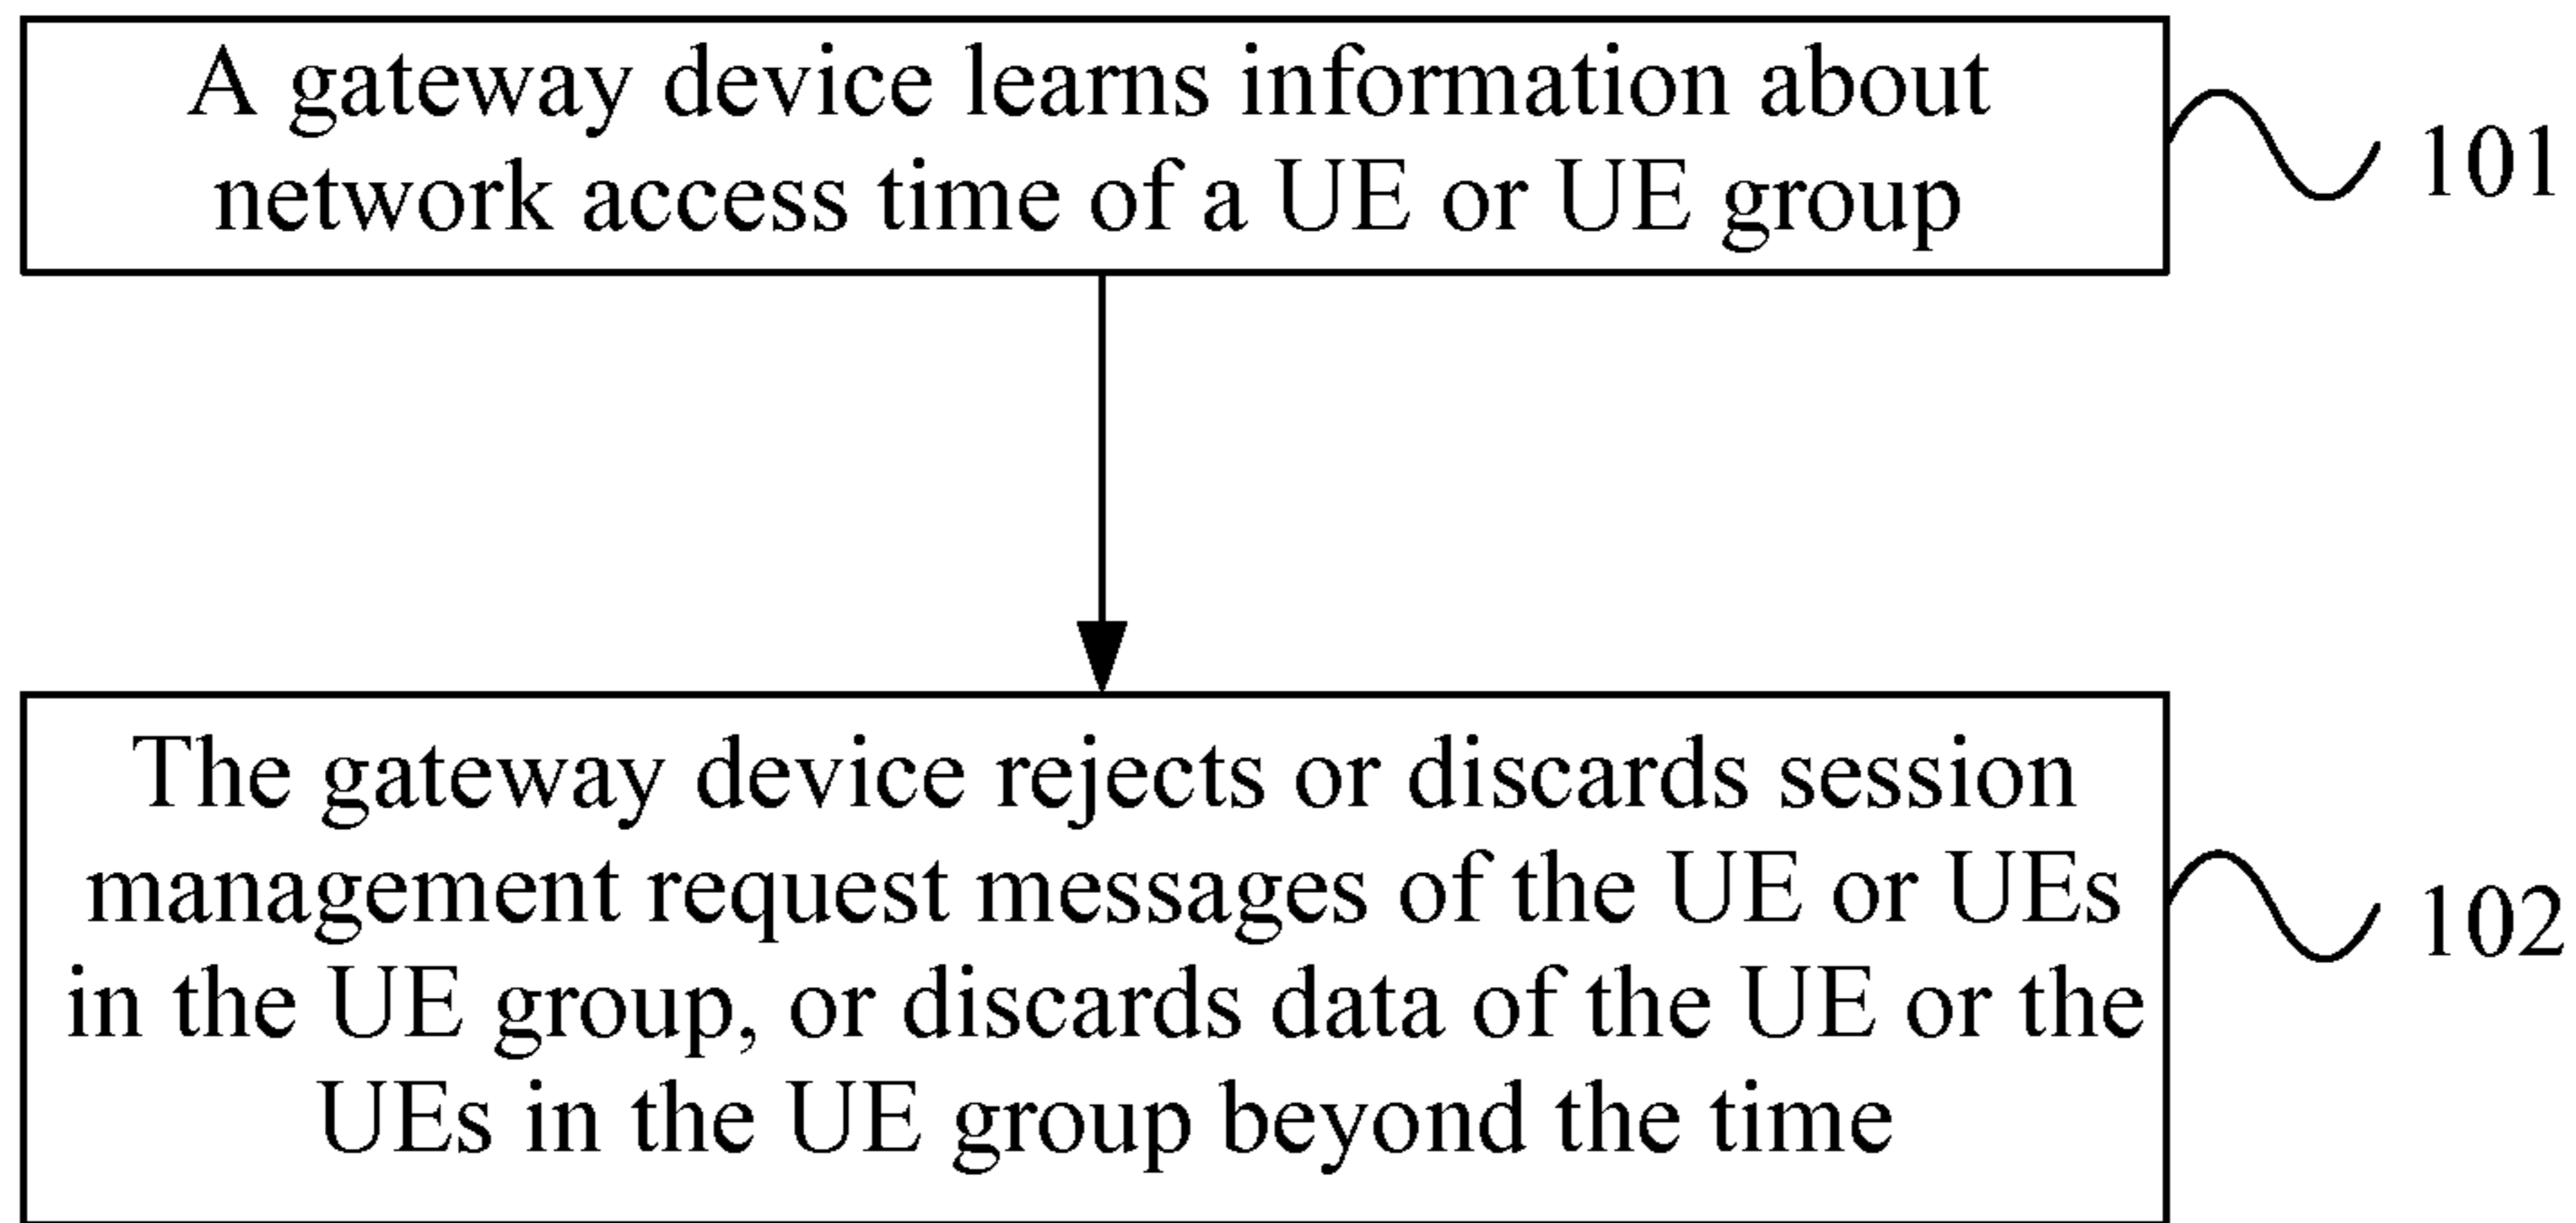 A gateway device learns information about
network access time of a UE or UE group
101
The gateway device rejects or discards session
management request messages of the UE or UEs
in the UE group, or discards data of the UE or the
UEs in the UE group beyond the time
102